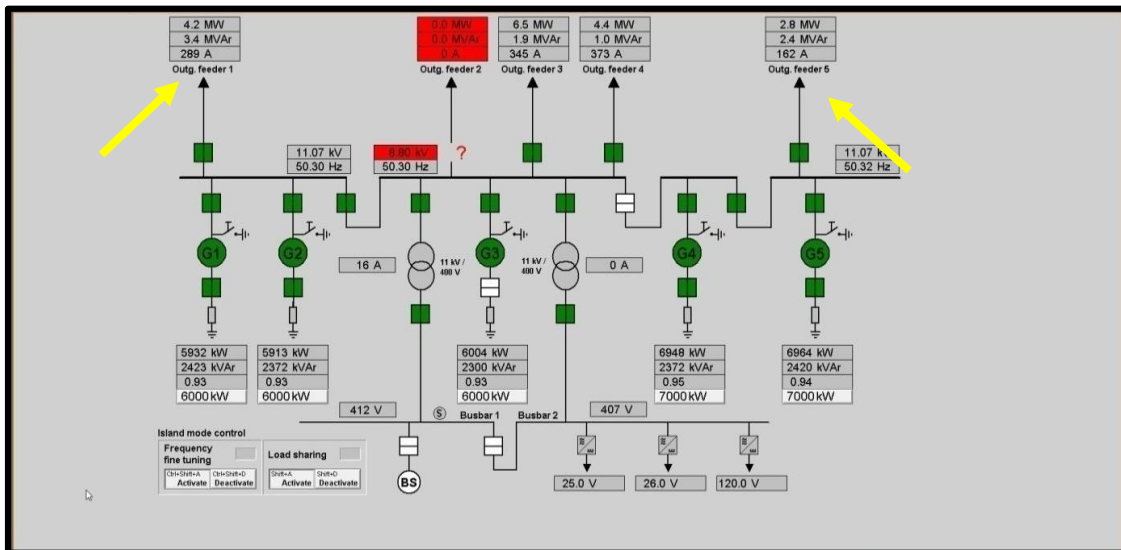 4.2 MW
3.4 MVAr
289 A
Outg. feeder 1
0.0 MW
0.0 MVAr
0 A
Outg. feeder 2
6.5 MW
1.9 MVAr
345 A
Outg. feeder 3
4.4 MW
1.0 MVAr
373 A
Outg. feeder 4
2.8 MW
2.4 MVAr
162 A
Outg. feeder 5
11.07 kV
50.30 Hz
8.80 kV
50.30 Hz
?
11.07 kV
50.32 Hz
G1
G2
16 A
11 kV /
400 V
G3
11 kV /
400 V
0 A
G4
G5
5932 kW
2423 kVAr
0.93
6000 kW
5913 kW
2372 kVAr
0.93
6000 kW
6004 kW
2300 kVAr
0.93
6000 kW
6948 kW
2372 kVAr
0.95
7000 kW
6964 kW
2420 kVAr
0.94
7000 kW
412 V
S
Busbar 1
Busbar 2
407 V
Island mode control
Frequency
fine tuning
Ctrl+Shift+A
Activate
Ctrl+Shift+D
Deactivate
Load sharing
Shift+A
Activate
Shift+D
Deactivate
BS
25.0 V
26.0 V
120.0 V